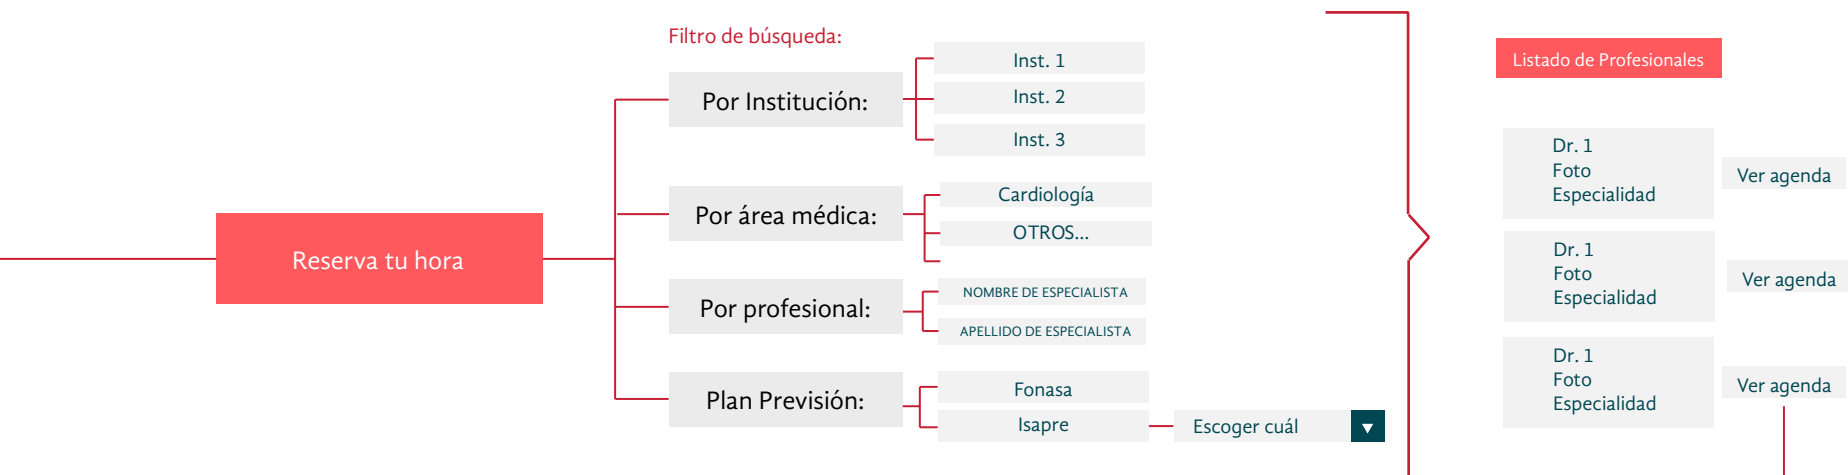 Filtro de búsqueda:
Reserva tu hora
Por Institución:
Inst. 1
Inst. 2
Inst. 3
Por área médica:
Cardiología
OTROS...
Por profesional:
NOMBRE DE ESPECIALISTA
APELLIDO DE ESPECIALISTA
Plan Previsión:
Fonasa
Isapre
Escoger cuál
Listado de Profesionales
Dr. 1
Foto
Especialidad
Ver agenda
Dr. 1
Foto
Especialidad
Ver agenda
Dr. 1
Foto
Especialidad
Ver agenda